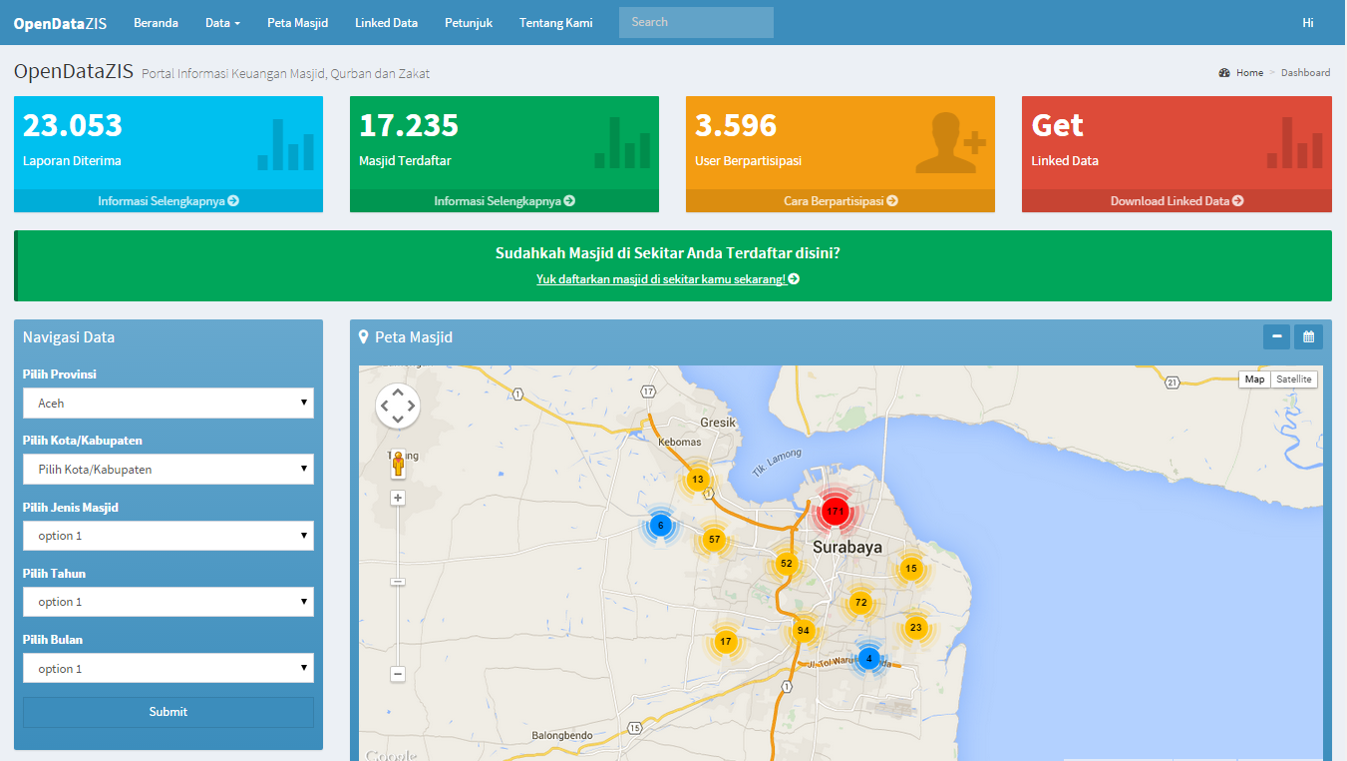 OpenDataZIS Beranda Data Peta Masjid Linked Data Petunjuk Tentang Kami Search Hi
OpenDataZIS Portal Informasi Keuangan Masjid, Qurban dan Zakat Home > Dashboard
23.053
Laporan Diterima
Informasi Selengkapnya
17.235
Masjid Terdaftar
Informasi Selengkapnya
3.596
User Berpartisipasi
Cara Berpartisipasi
Get
Linked Data
Download Linked Data
Sudahkah Masjid di Sekitar Anda Terdaftar disini?
Yuk daftarkan masjid di sekitar kamu sekarang!
Navigasi Data
Pilih Provinsi
Aceh
Pilih Kota/Kabupaten
Pilih Kota/Kabupaten
Pilih Jenis Masjid
option 1
Pilih Tahun
option 1
Pilih Bulan
option 1
Submit
Peta Masjid
Map Satellite
21
1
17
Gresik
Kebomas
Tlk. Lamong
13
1
171
6
57
Surabaya
52
15
72
94
23
17
4
1
15
Balongbendo
Google